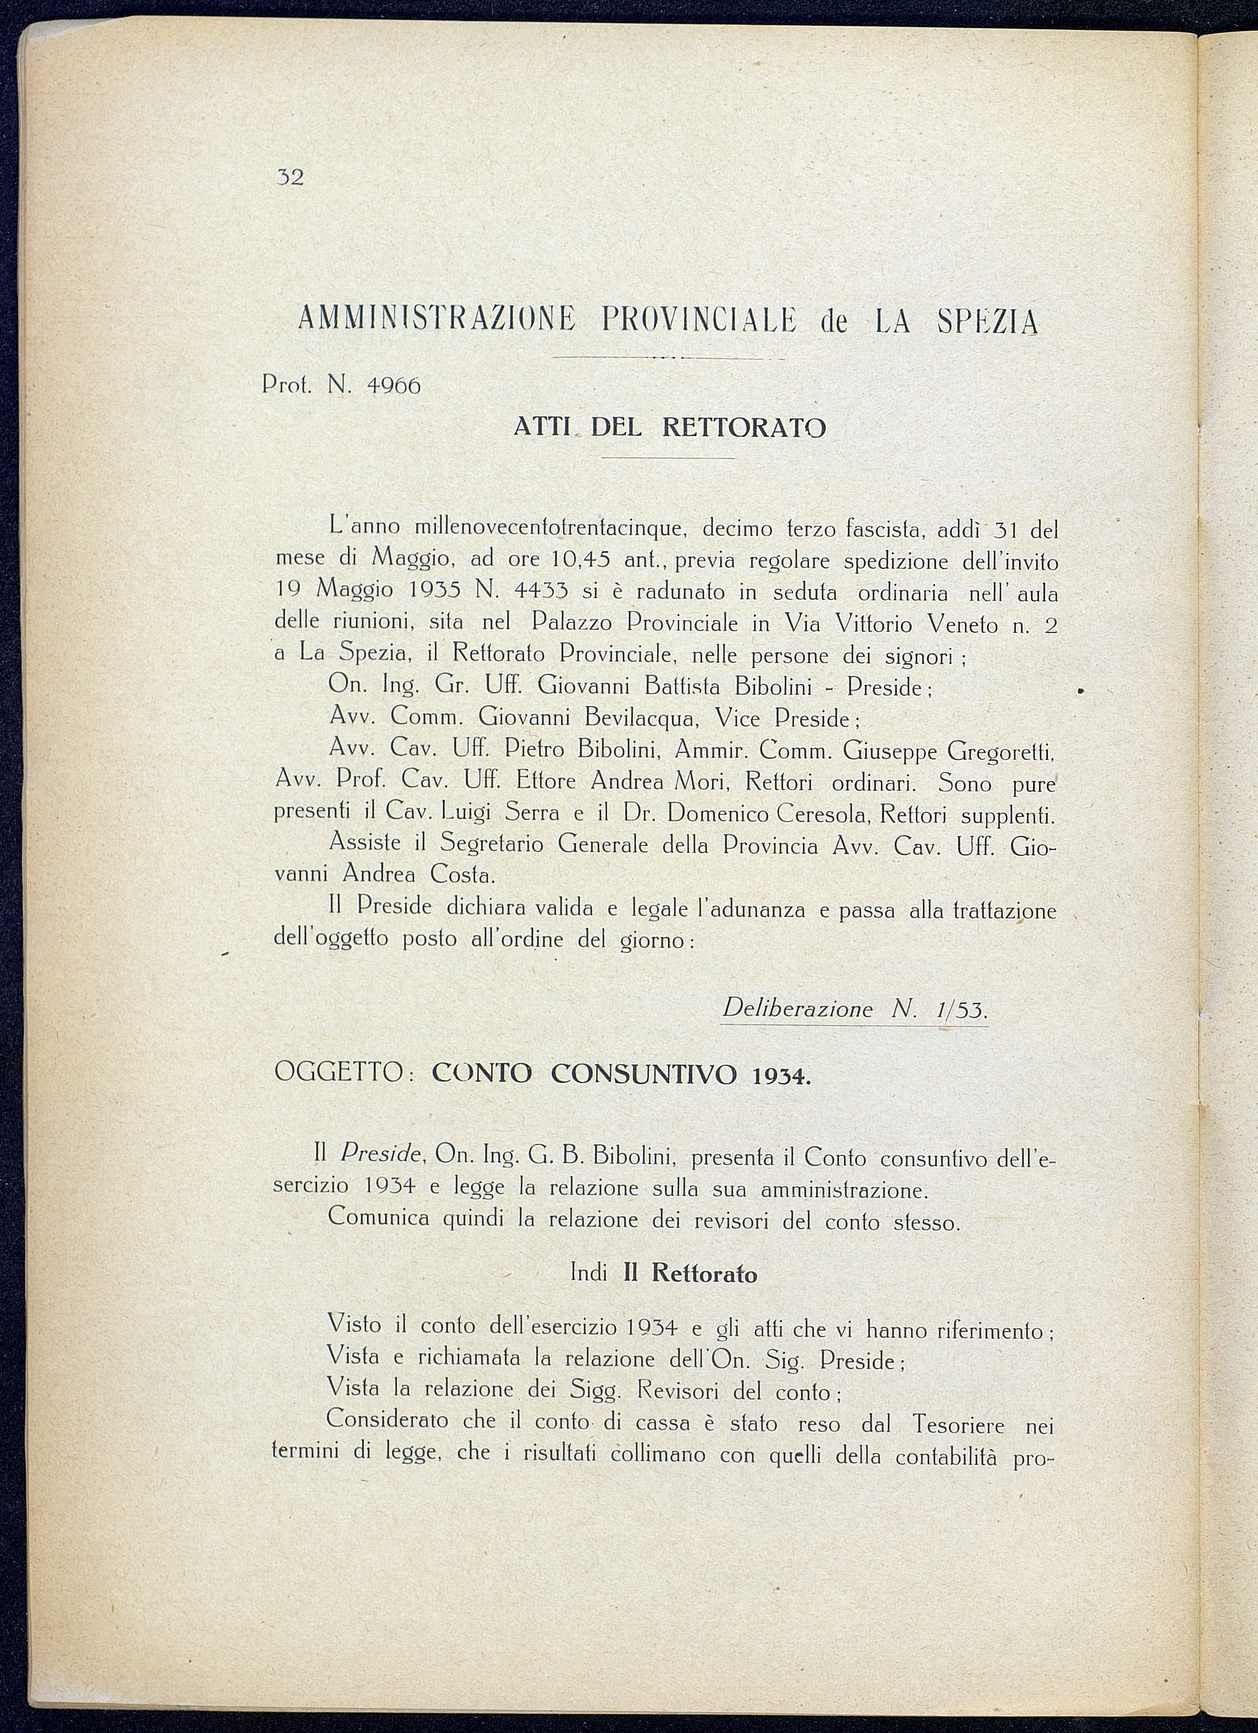 32
AMMINISTRAZIONE PROVINCIALE de LA SPEZIA
Prot. N. 4966
ATTI DEL RETTORATO
L'anno millenovecentotrentacinque, decimo terzo fascista, addì 31 del
mese di Maggio, ad ore 10,45 ant., previa regolare spedizione dell'invito
19 Maggio 1935 N. 4433 si è radunato in seduta ordinaria nell' aula
delle riunioni, sita nel Palazzo Provinciale in Via Vittorio Veneto n. 2
a La Spezia, il Rettorato Provinciale, nelle persone dei signori ;
On. Ing. Gr. Uff. Giovanni Battista Bibolini - Preside ;
Avv. Comm. Giovanni Bevilacqua, Vice Preside ;
Avv. Cav. Uff. Pietro Bibolini, Ammir. Comm. Giuseppe Gregoretti,
Avv. Prof. Cav. Uff. Ettore Andrea Mori, Rettori ordinari. Sono pure
presenti il Cav. Luigi Serra e il Dr. Domenico Ceresola, Rettori supplenti.
Assiste il Segretario Generale della Provincia Avv. Cav. Uff. Gio-
vanni Andrea Costa.
Il Preside dichiara valida e legale l'adunanza e passa alla trattazione
dell'oggetto posto all'ordine del giorno :
Deliberazione N. 1/53.
OGGETTO : CONTO CONSUNTIVO 1934.
Il Preside, On. Ing. G. B. Bibolini, presenta il Conto consuntivo dell'e-
sercizio 1934 e legge la relazione sulla sua amministrazione.
Comunica quindi la relazione dei revisori del conto stesso.
Indi Il Rettorato
Visto il conto dell'esercizio 1934 e gli atti che vi hanno riferimento ;
Vista e richiamata la relazione dell'On. Sig. Preside ;
Vista la relazione dei Sigg. Revisori del conto ;
Considerato che il conto di cassa è stato reso dal Tesoriere nei
termini di legge, che i risultati collimano con quelli della contabilità pro-